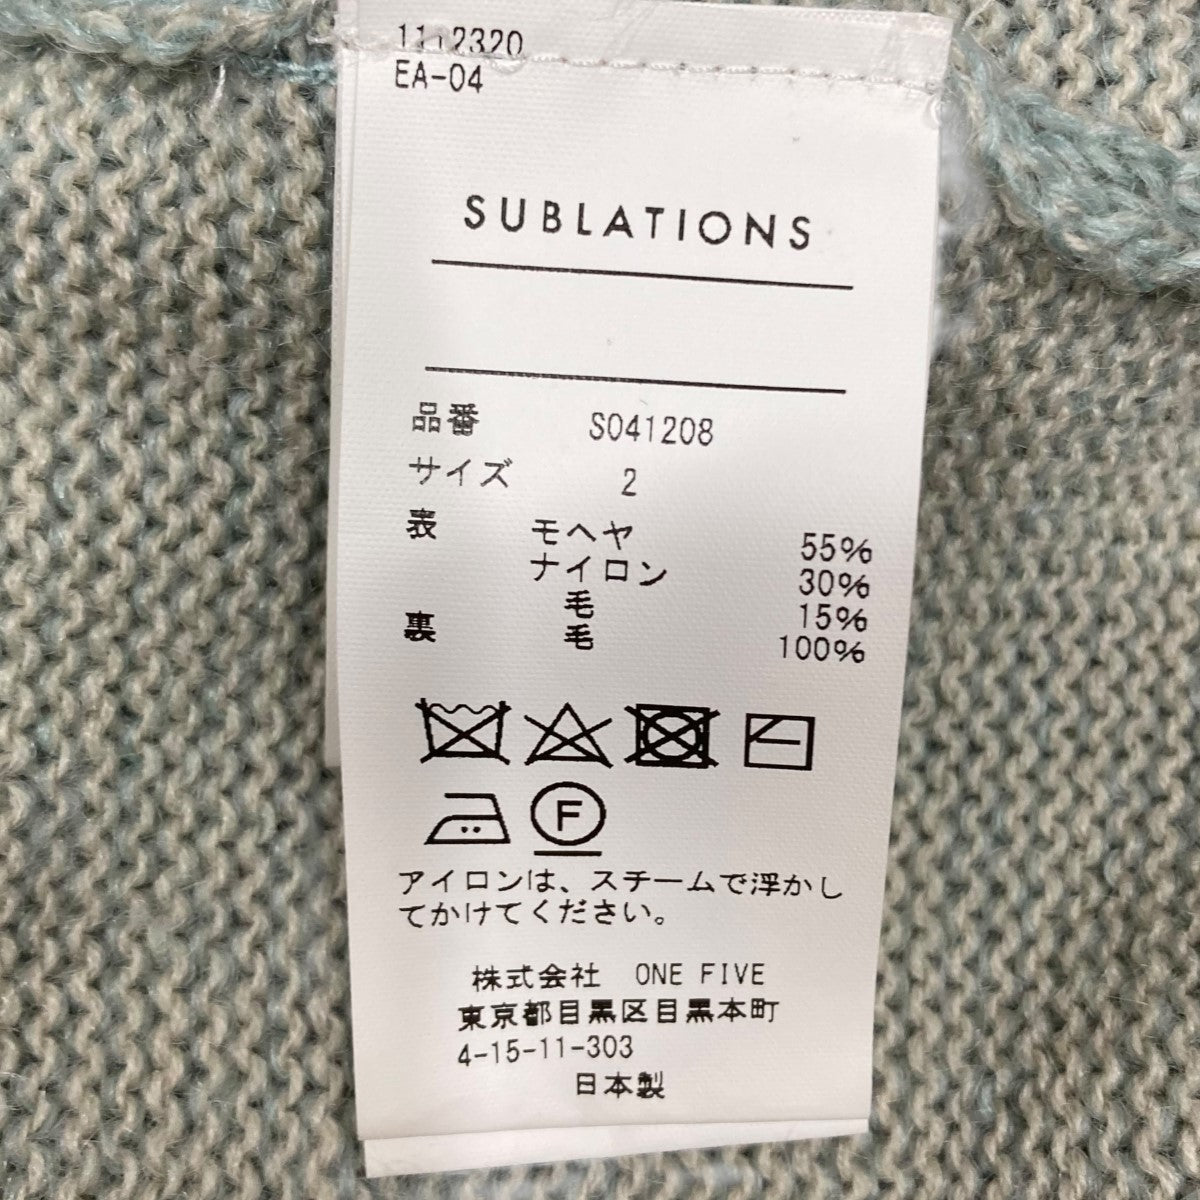 EA-04
SUBLATIONS
品番 S041208
サイズ 2
表 モヘヤ 55%
ナイロン 30%
毛 15%
裏 毛 100%
F
アイロンは、スチームで浮かし
てかけてください。
株式会社 ONE FIVE
東京都目黒区目黒本町
4-15-11-303
日本製